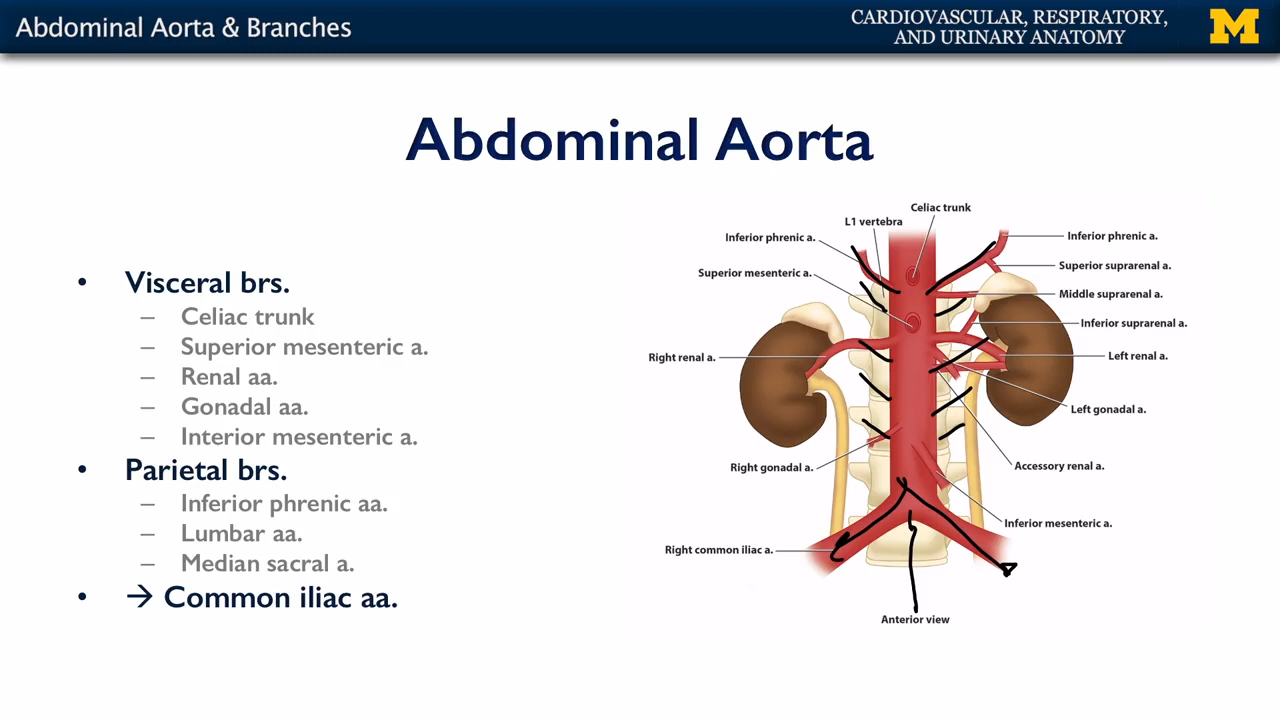 Abdominal Aorta & Branches
CARDIOVASCULAR, RESPIRATORY,
AND URINARY ANATOMY
M
Abdominal Aorta
• Visceral brs.
– Celiac trunk
– Superior mesenteric a.
– Renal aa.
– Gonadal aa.
– Interior mesenteric a.
• Parietal brs.
– Inferior phrenic aa.
– Lumbar aa.
– Median sacral a.
• → Common iliac aa.
Celiac trunk
L1 vertebra
Inferior phrenic a.
Superior mesenteric a.
Right renal a.
Right gonadal a.
Right common iliac a.
Inferior phrenic a.
Superior suprarenal a.
Middle suprarenal a.
Inferior suprarenal a.
Left renal a.
Left gonadal a.
Accessory renal a.
Inferior mesenteric a.
Anterior view